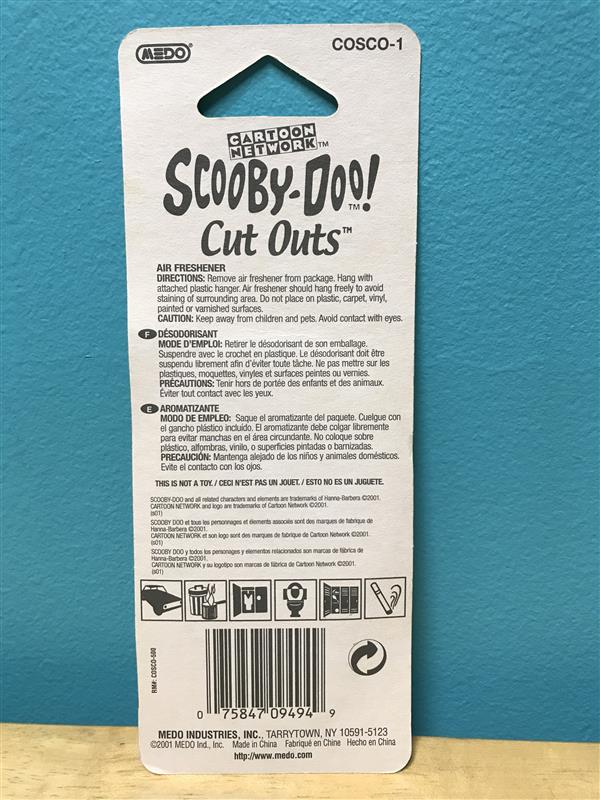 MEDO®
COSCO-1
CARTOON
NETWORK™
SCOOBY-DOO!™
Cut Outs™
AIR FRESHENER
DIRECTIONS: Remove air freshener from package. Hang with
attached plastic hanger. Air freshener should hang freely to avoid
staining of surrounding area. Do not place on plastic, carpet, vinyl,
painted or varnished surfaces.
CAUTION: Keep away from children and pets. Avoid contact with eyes.
F DÉSODORISANT
MODE D'EMPLOI: Retirer le désodorisant de son emballage.
Suspendre avec le crochet en plastique. Le désodorisant doit être
suspendu librement afin d'éviter toute tâche. Ne pas mettre sur les
plastiques, moquettes, vinyles et surfaces peintes ou vernies.
PRÉCAUTIONS: Tenir hors de portée des enfants et des animaux.
Éviter tout contact avec les yeux.
E AROMATIZANTE
MODO DE EMPLEO: Saque el aromatizante del paquete. Cuelgue con
el gancho plástico incluido. El aromatizante debe colgar libremente
para evitar manchas en el área circundante. No coloque sobre
plástico, alfombras, vinilo, o superficies pintadas o barnizadas.
PRECAUCIÓN: Mantenga alejado de los niños y animales domésticos.
Evite el contacto con los ojos.
THIS IS NOT A TOY. / CECI N'EST PAS UN JOUET. / ESTO NO ES UN JUGUETE.
SCOOBY-DOO and all related characters and elements are trademarks of Hanna-Barbera ©2001.
CARTOON NETWORK and logo are trademarks of Cartoon Network ©2001.
(s01)
SCOOBY DOO et tous les personnages et élements associés sont des marques de fabrique de
Hanna-Barbera ©2001.
CARTOON NETWORK et son logo sont des marques de fabrique de Cartoon Network ©2001.
(s01)
SCOOBY DOO y todos los personages y elementos relacionados son marcas de fábrica de
Hanna-Barbera ©2001.
CARTOON NETWORK y su logotipo son marcas de fábrica de Cartoon Network ©2001.
(s01)
RIM#: COSCO-580
0 75847 09494 9
MEDO INDUSTRIES, INC., TARRYTOWN, NY 10591-5123
©2001 MEDO Ind., Inc. Made in China Fabriqué en Chine Hecho en China
http://www.medo.com